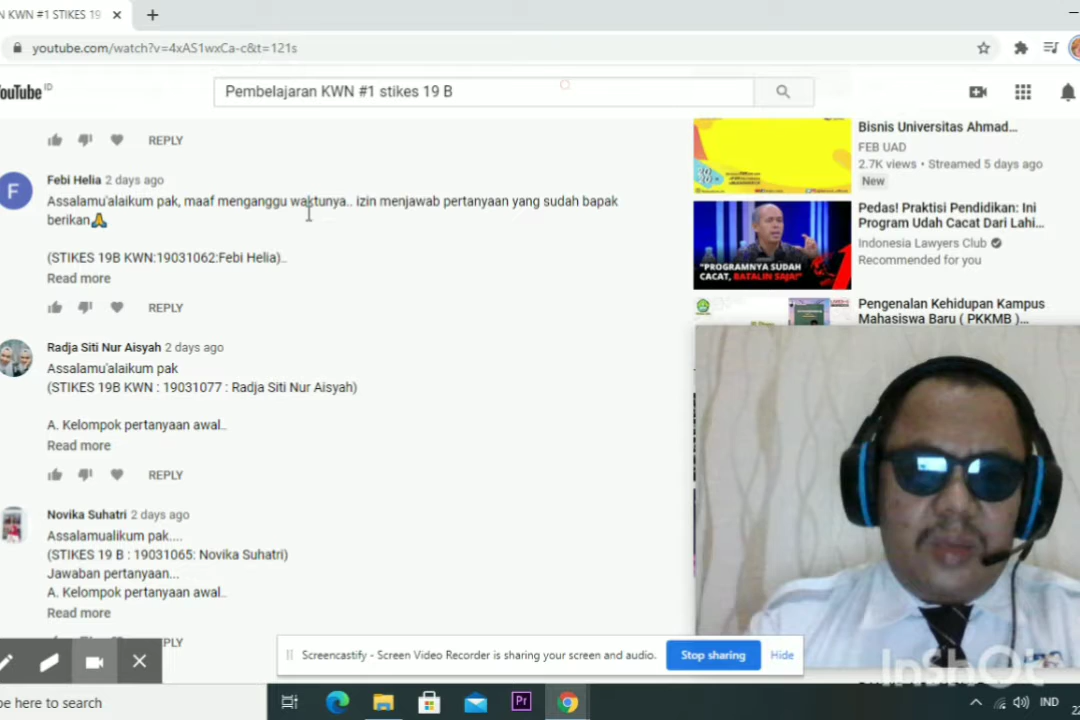 N KWN #1 STIKES 19
youtube.com/watch?v=4xAS1wxCa-c&t=121s
ouTube ID
Pembelajaran KWN #1 stikes 19 B
REPLY
Febi Helia 2 days ago
Assalamu'alaikum pak, maaf menganggu waktunya.. izin menjawab pertanyaan yang sudah bapak
berikan🙏
(STIKES 19B KWN:19031062:Febi Helia)..
Read more
REPLY
Radja Siti Nur Aisyah 2 days ago
Assalamu'alaikum pak
(STIKES 19B KWN : 19031077 : Radja Siti Nur Aisyah)
A. Kelompok pertanyaan awal..
Read more
REPLY
Novika Suhatri 2 days ago
Assalamualikum pak....
(STIKES 19 B : 19031065: Novika Suhatri)
Jawaban pertanyaan...
A. Kelompok pertanyaan awal..
Read more
PLY
Bisnis Universitas Ahmad...
FEB UAD
2.7K views • Streamed 5 days ago
New
"PROGRAMNYA SUDAH
CACAT, BATALIN SAJA!"
Pedas! Praktisi Pendidikan: Ini
Program Udah Cacat Dari Lahi...
Indonesia Lawyers Club
Recommended for you
Pengenalan Kehidupan Kampus
Mahasiswa Baru ( PKKMB )...
Screencastify - Screen Video Recorder is sharing your screen and audio.
Stop sharing
Hide
InShOt
pe here to search
Pr
IND